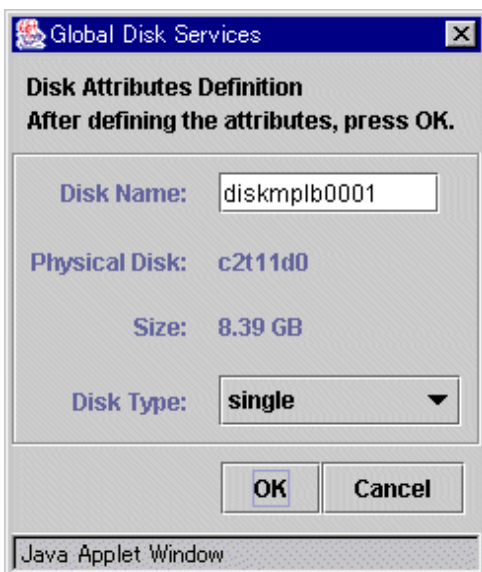 Global Disk Services
Disk Attributes Definition
After defining the attributes, press OK.
Disk Name: diskmplb0001
Physical Disk: c2t11d0
Size: 8.39 GB
Disk Type: single
OK Cancel
Java Applet Window